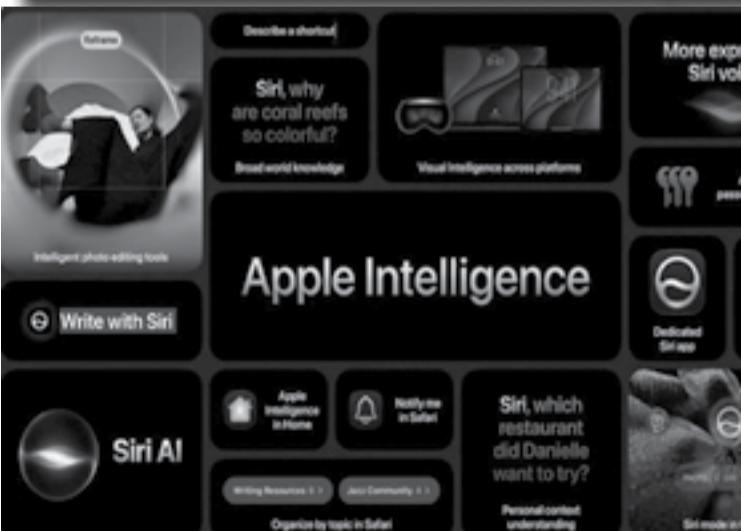 Reframe
Intelligent photo editing tools
Write with Siri
Siri AI
Describe a shortcut
Siri, why
are coral reefs
so colorful?
Broad world knowledge
Visual Intelligence across platforms
Apple Intelligence
Apple
Intelligence
in Home
Notify me
in Safari
Writing Resources
Jazz Community
Organize by topic in Safari
Siri, which
restaurant
did Danielle
want to try?
Personal context
understanding
More exp
Siri voi
Dedicated
Siri app
Siri mode in